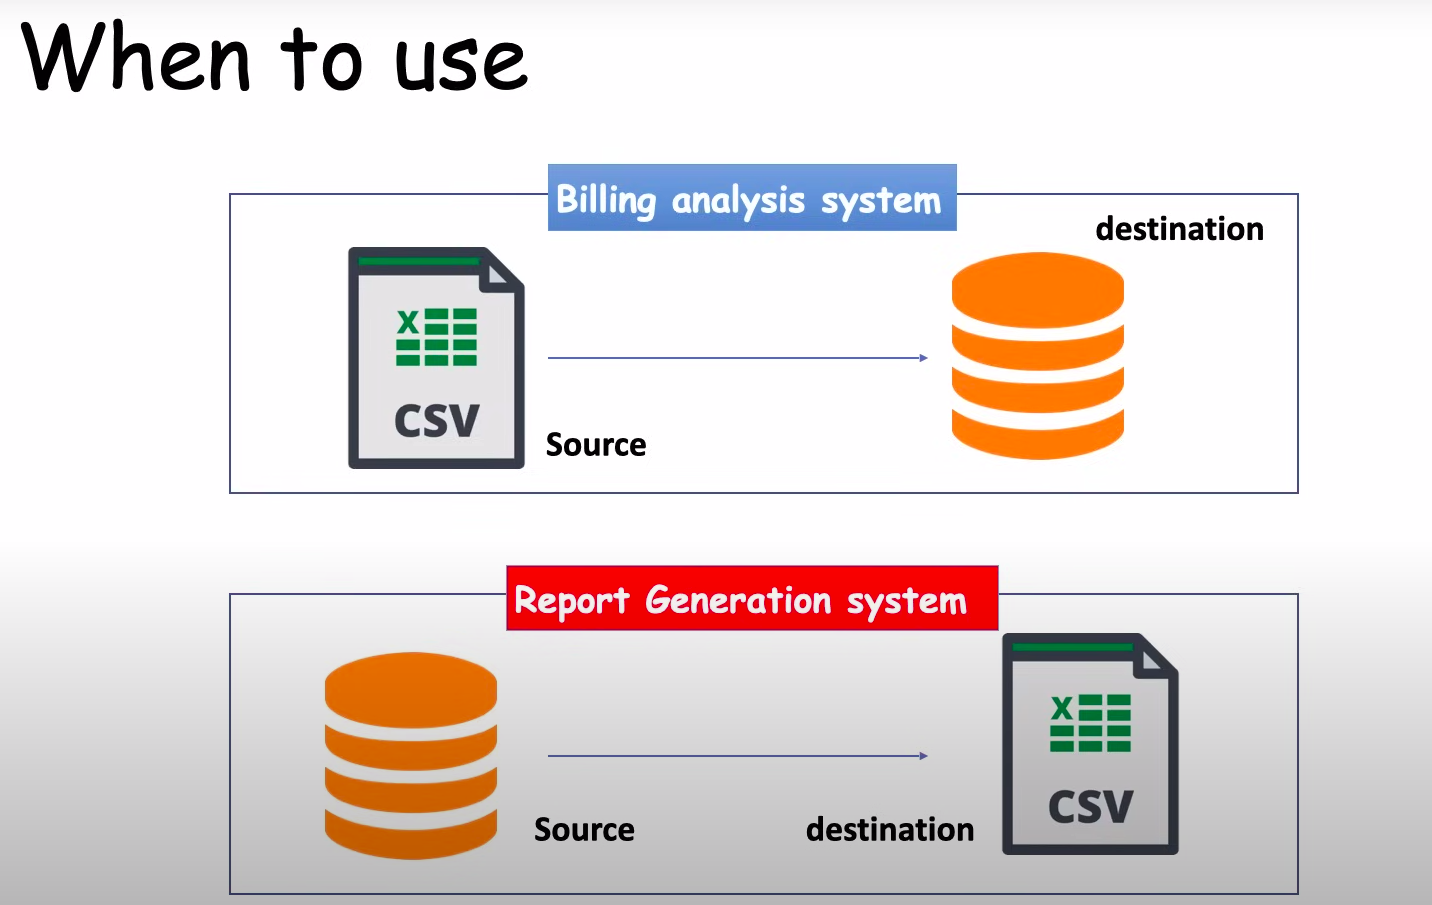 When to use
Billing analysis system
destination
X
CSV
Source
Report Generation system
X
CSV
Source
destination